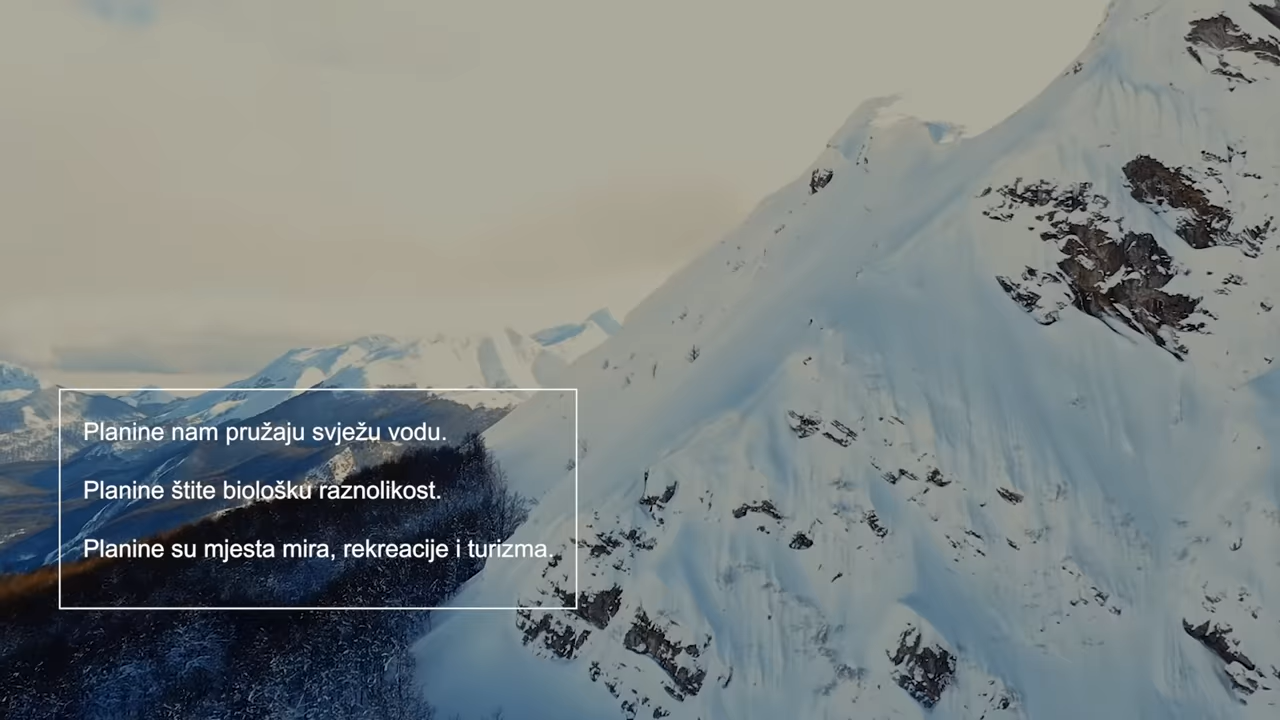 Planine nam pružaju svježu vodu.
Planine štite biološku raznolikost.
Planine su mjesta mira, rekreacije i turizma.